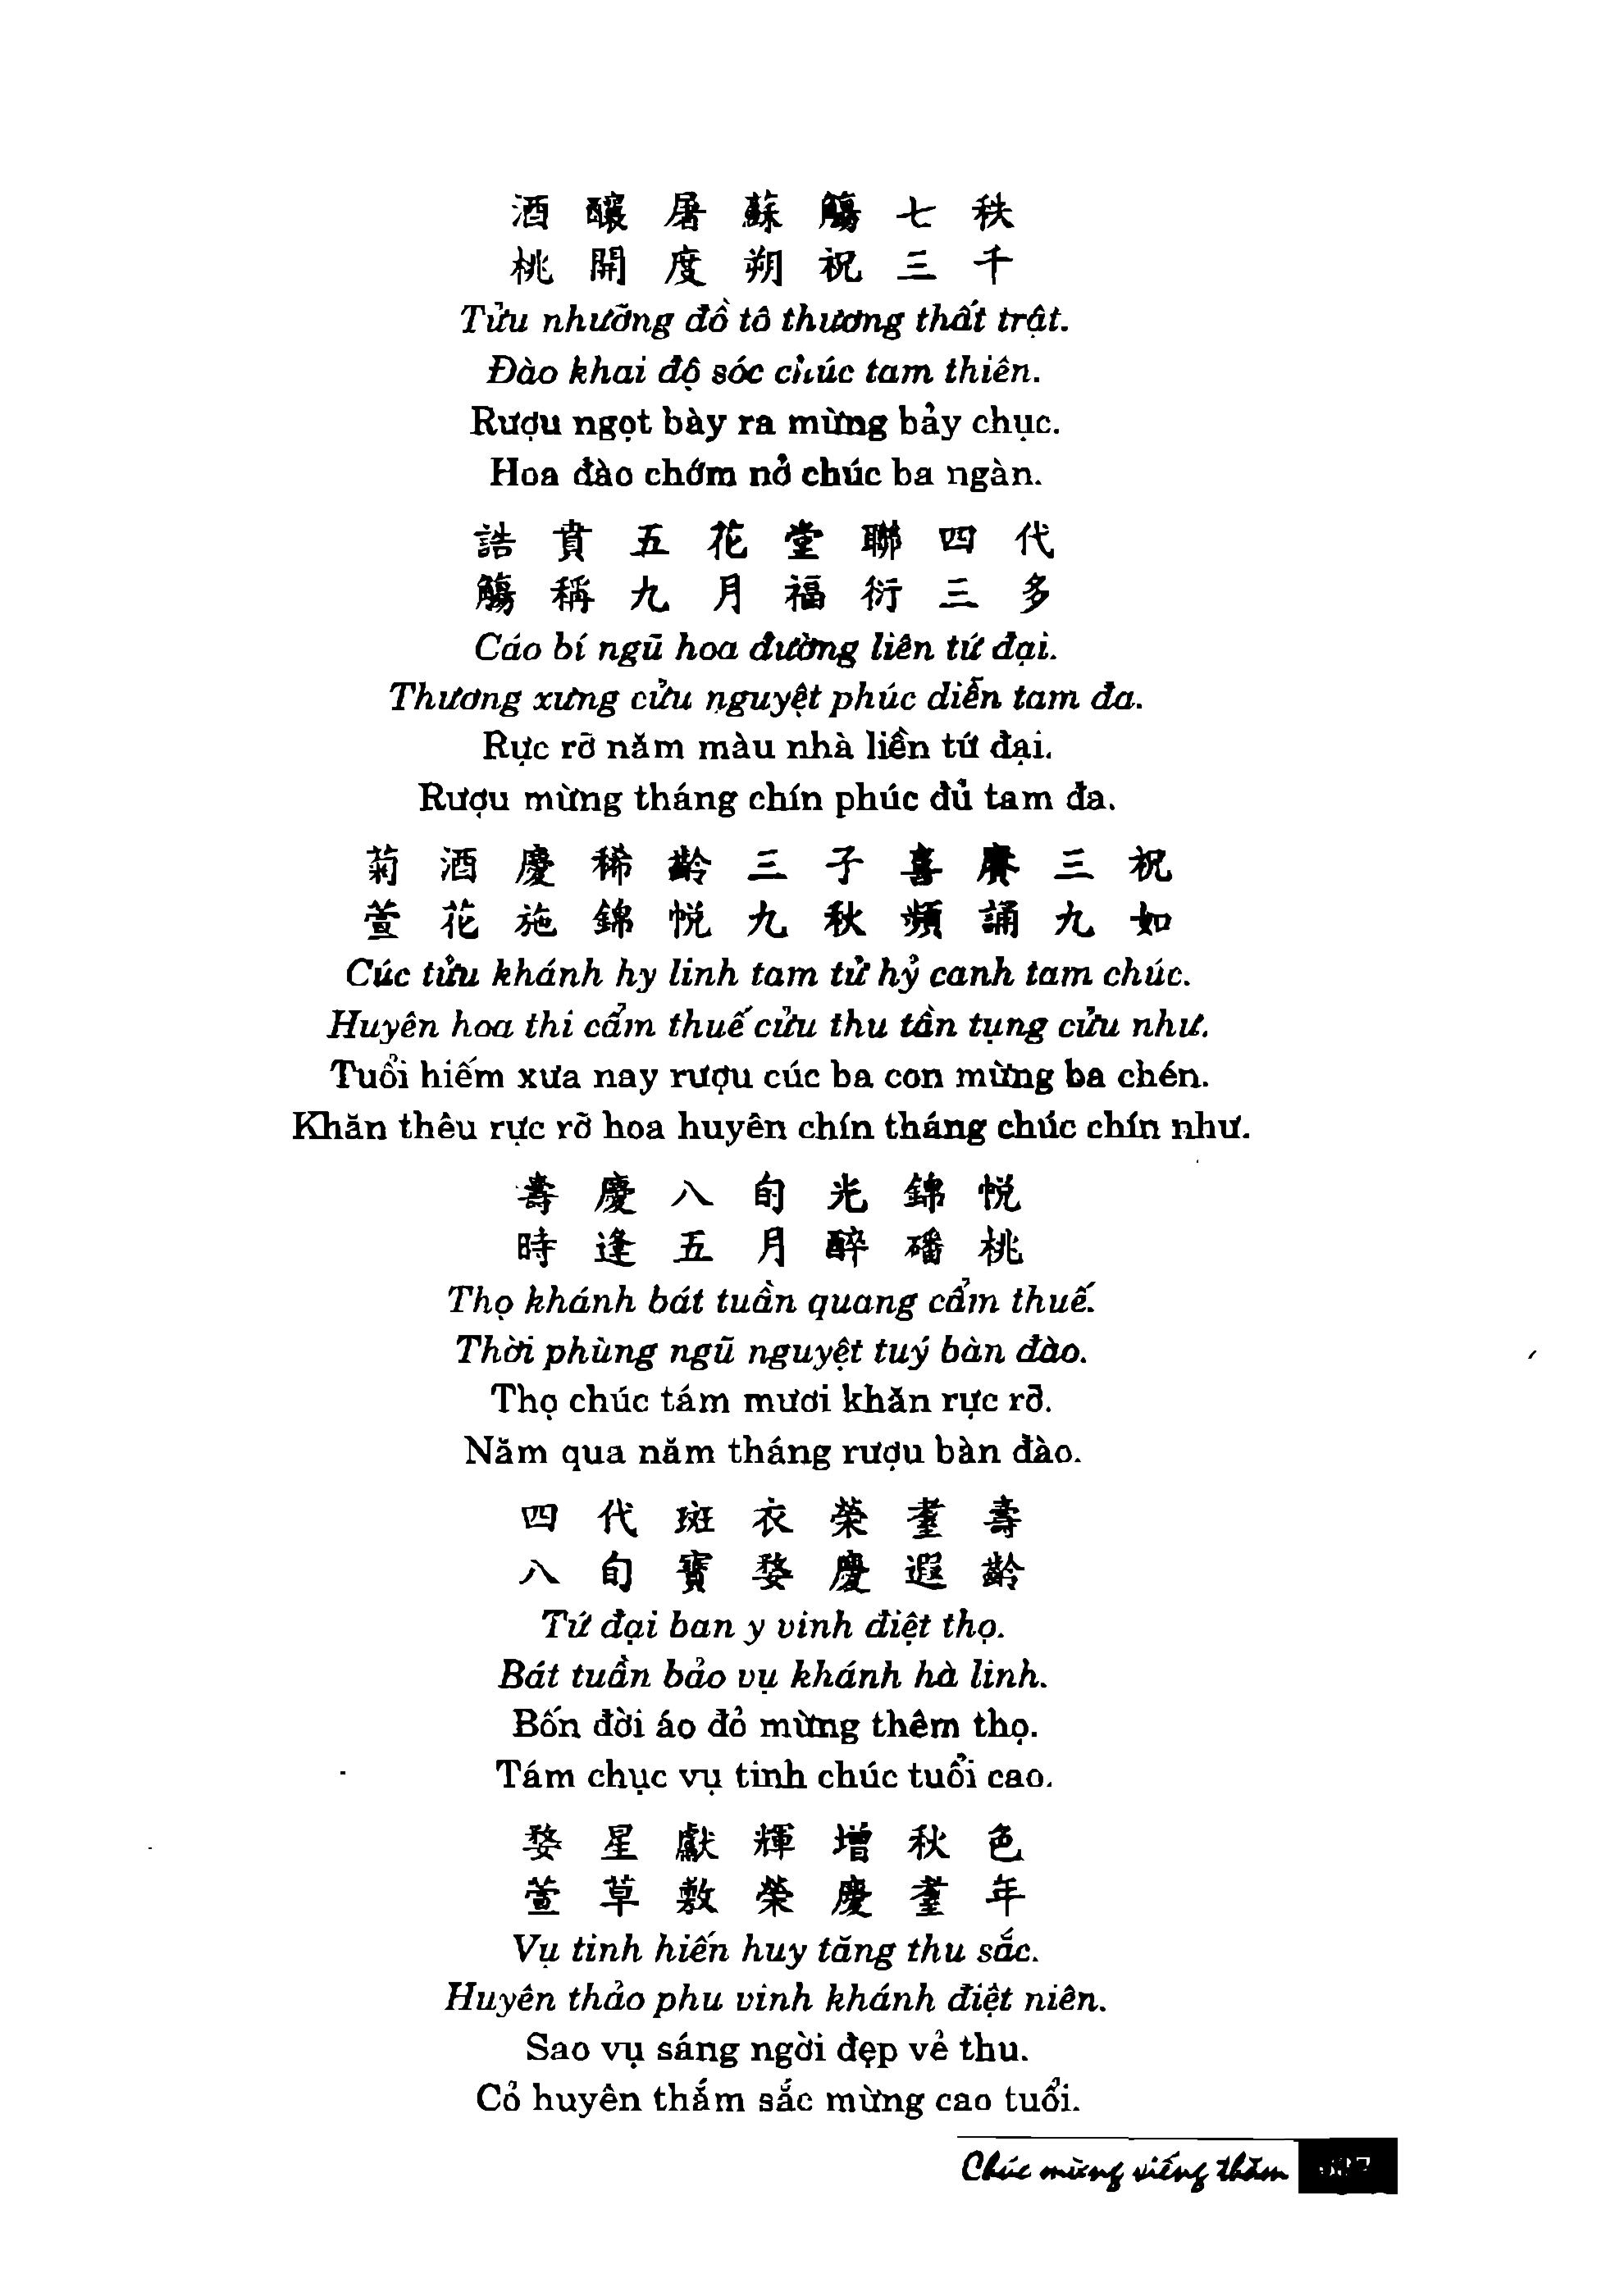 酒釀屠蘇觴七秩
桃開度朔祝三千
Tửu nhưỡng đồ tô thương thất trật.
Đào khai độ sóc chúc tam thiên.
Rượu ngọt bày ra mừng bảy chục.
Hoa đào chớm nở chúc ba ngàn.
誥賁五花堂聯四代
觴稱九月福衍三多
Cáo bí ngũ hoa đường liên tứ đại.
Thương xưng cửu nguyệt phúc diễn tam đa.
Rực rỡ năm màu nhà liền tứ đại.
Rượu mừng tháng chín phúc đủ tam đa.
菊酒慶稀齡三子喜賡三祝
萱花施錦帨九秋頻誦九如
Cúc tửu khánh hy linh tam tử hỷ canh tam chúc.
Huyên hoa thi cẩm thuế cửu thu tần tụng cửu như.
Tuổi hiếm xưa nay rượu cúc ba con mừng ba chén.
Khăn thêu rực rỡ hoa huyên chín tháng chúc chín như.
壽慶八旬光錦悅
時逢五月醉磻桃
Thọ khánh bát tuần quang cẩm thuế.
Thời phùng ngũ nguyệt tuý bàn đào.
Thọ chúc tám mươi khăn rực rỡ.
Năm qua năm tháng rượu bàn đào.
四代斑衣榮耋壽
八旬寶婺慶遐齡
Tứ đại ban y vinh điệt thọ.
Bát tuần bảo vụ khánh hà linh.
Bốn đời áo đỏ mừng thêm thọ.
Tám chục vụ tinh chúc tuổi cao.
婺星獻輝增秋色
萱草敷榮慶耋年
Vụ tinh hiến huy tăng thu sắc.
Huyên thảo phu vinh khánh điệt niên.
Sao vụ sáng ngời đẹp vẻ thu.
Cỏ huyên thắm sắc mừng cao tuổi.
Chúc mừng viếng thăm